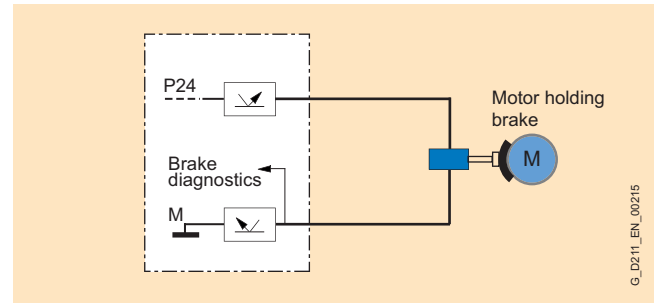 P24
Motor holding
brake
M
Brake
diagnostics
M
G_D211_EN_00215